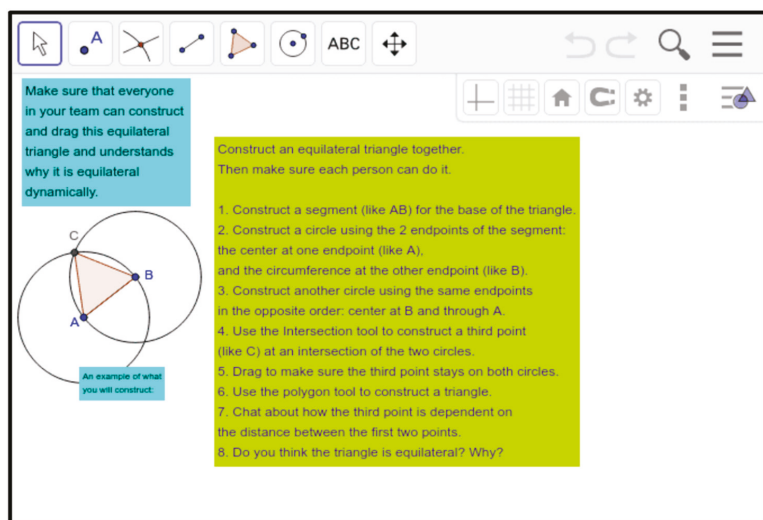 A
ABC
Make sure that everyone
in your team can construct
and drag this equilateral
triangle and understands
why it is equilateral
dynamically.
Construct an equilateral triangle together.
Then make sure each person can do it.
1. Construct a segment (like AB) for the base of the triangle.
2. Construct a circle using the 2 endpoints of the segment:
the center at one endpoint (like A),
and the circumference at the other endpoint (like B).
3. Construct another circle using the same endpoints
in the opposite order: center at B and through A.
4. Use the Intersection tool to construct a third point
(like C) at an intersection of the two circles.
5. Drag to make sure the third point stays on both circles.
6. Use the polygon tool to construct a triangle.
7. Chat about how the third point is dependent on
the distance between the first two points.
8. Do you think the triangle is equilateral? Why?
C
B
A
An example of what
you will construct: